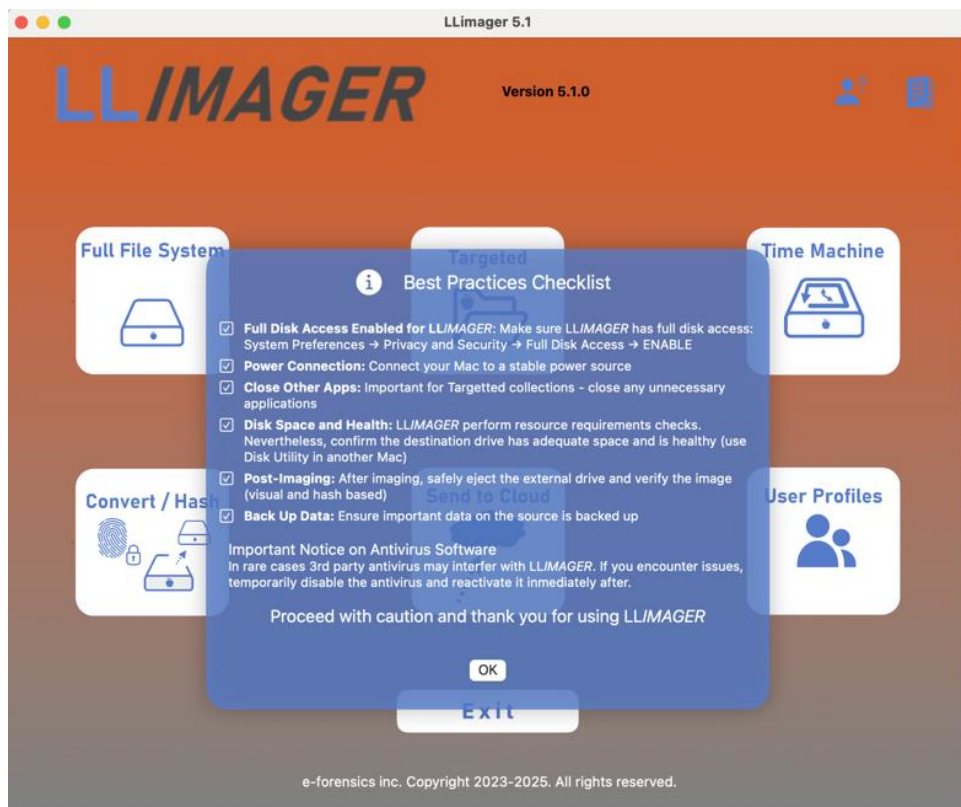 LLimager 5.1
LLIMAGER
Version 5.1.0
Full File System
Targeted
Time Machine
Best Practices Checklist
Full Disk Access Enabled for LLIMAGER: Make sure LLIMAGER has full disk access:
System Preferences → Privacy and Security → Full Disk Access → ENABLE
Power Connection: Connect your Mac to a stable power source
Close Other Apps: Important for Targetted collections - close any unnecessary
applications
Disk Space and Health: LLIMAGER perform resource requirements checks.
Nevertheless, confirm the destination drive has adequate space and is healthy (use
Disk Utility in another Mac)
Post-Imaging: After imaging, safely eject the external drive and verify the image
(visual and hash based)
Back Up Data: Ensure important data on the source is backed up
Convert / Hash
Send to Cloud
User Profiles
Important Notice on Antivirus Software
In rare cases 3rd party antivirus may interfere with LLIMAGER. If you encounter issues,
temporarily disable the antivirus and reactivate it inmediately after.
Proceed with caution and thank you for using LLIMAGER
OK
Exit
e-forensics inc. Copyright 2023-2025. All rights reserved.